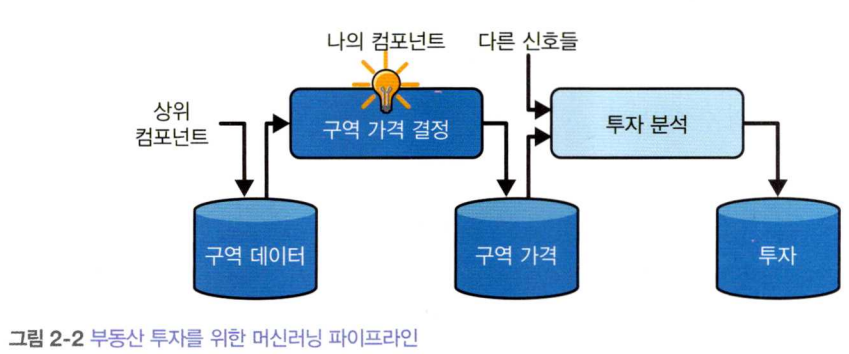 나의 컴포넌트
다른 신호들
상위
컴포넌트
구역 가격 결정
투자 분석
구역 데이터
구역 가격
투자
그림 2-2 부동산 투자를 위한 머신러닝 파이프라인